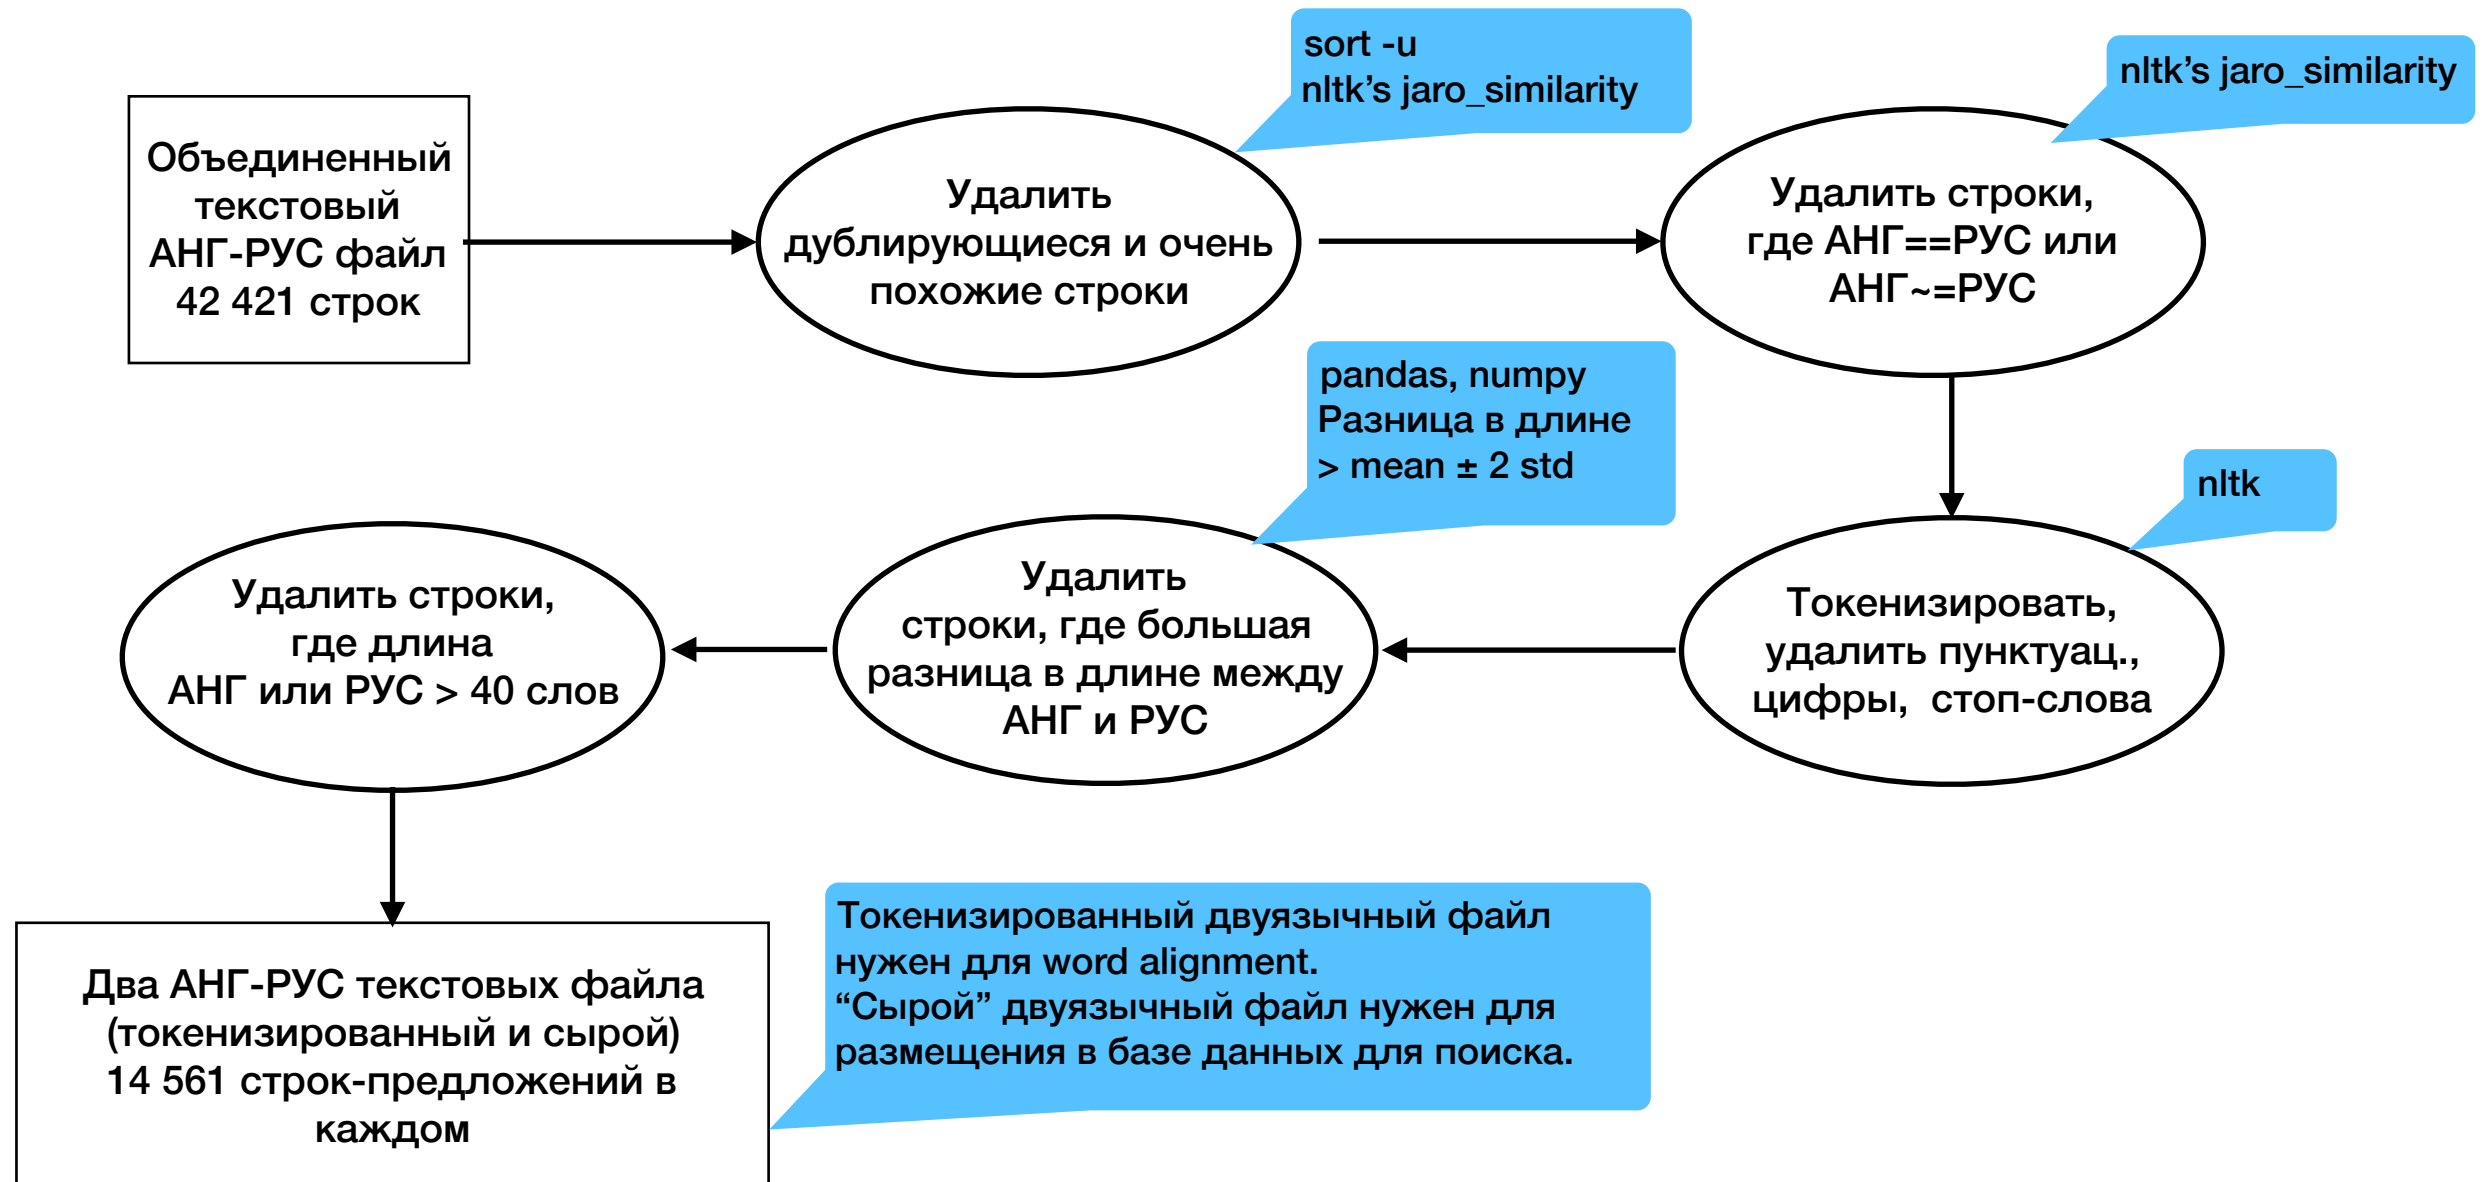 Объединенный
текстовый
АНГ-РУС файл
42 421 строк
sort -u
nltk’s jaro_similarity
Удалить
дублирующиеся и очень
похожие строки
nltk’s jaro_similarity
Удалить строки,
где АНГ==РУС или
АНГ~=РУС
nltk
Токенизировать,
удалить пунктуац.,
цифры, стоп-слова
pandas, numpy
Разница в длине
> mean ± 2 std
Удалить
строки, где большая
разница в длине между
АНГ и РУС
Удалить строки,
где длина
АНГ или РУС > 40 слов
Два АНГ-РУС текстовых файла
(токенизированный и сырой)
14 561 строк-предложений в
каждом
Токенизированный двуязычный файл
нужен для word alignment.
“Сырой” двуязычный файл нужен для
размещения в базе данных для поиска.